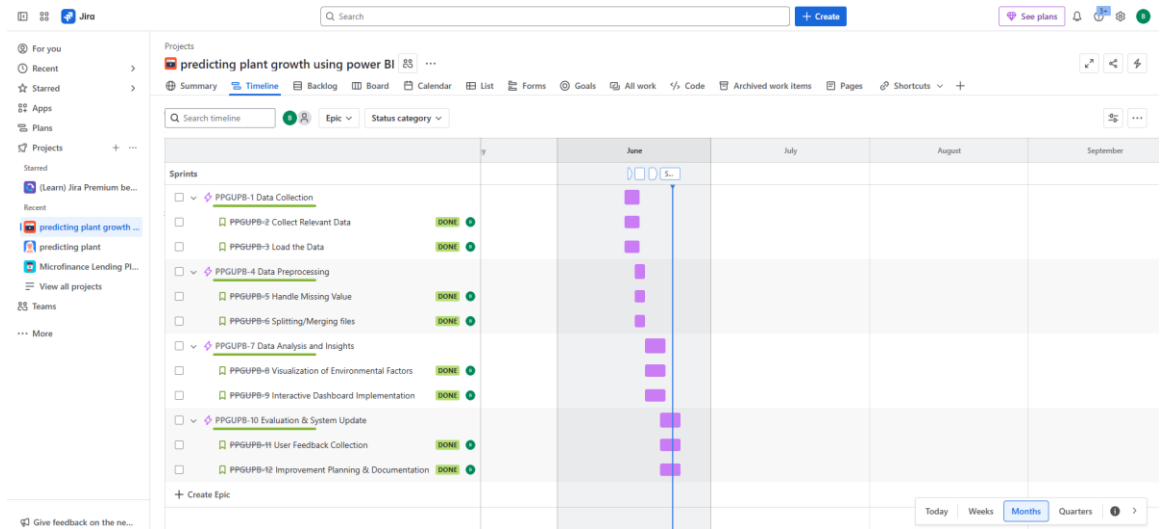 Jira
Search
+ Create
See plans
3+
B
For you
Recent
Starred
Apps
Plans
Projects
Starred
(Learn) Jira Premium be...
Recent
predicting plant growth ...
predicting plant
Microfinance Lending Pl...
View all projects
Teams
More
Give feedback on the ne...
Projects
predicting plant growth using power BI
Summary Timeline Backlog Board Calendar List Forms Goals All work Code Archived work items Pages Shortcuts
Search timeline B Epic Status category
y June July August September
Sprints S...
PPGUPB-1 Data Collection
PPGUPB-2 Collect Relevant Data DONE B
PPGUPB-3 Load the Data DONE B
PPGUPB-4 Data Preprocessing
PPGUPB-5 Handle Missing Value DONE B
PPGUPB-6 Splitting/Merging files DONE B
PPGUPB-7 Data Analysis and Insights
PPGUPB-8 Visualization of Environmental Factors DONE B
PPGUPB-9 Interactive Dashboard Implementation DONE B
PPGUPB-10 Evaluation & System Update
PPGUPB-11 User Feedback Collection DONE B
PPGUPB-12 Improvement Planning & Documentation DONE B
+ Create Epic
Today Weeks Months Quarters